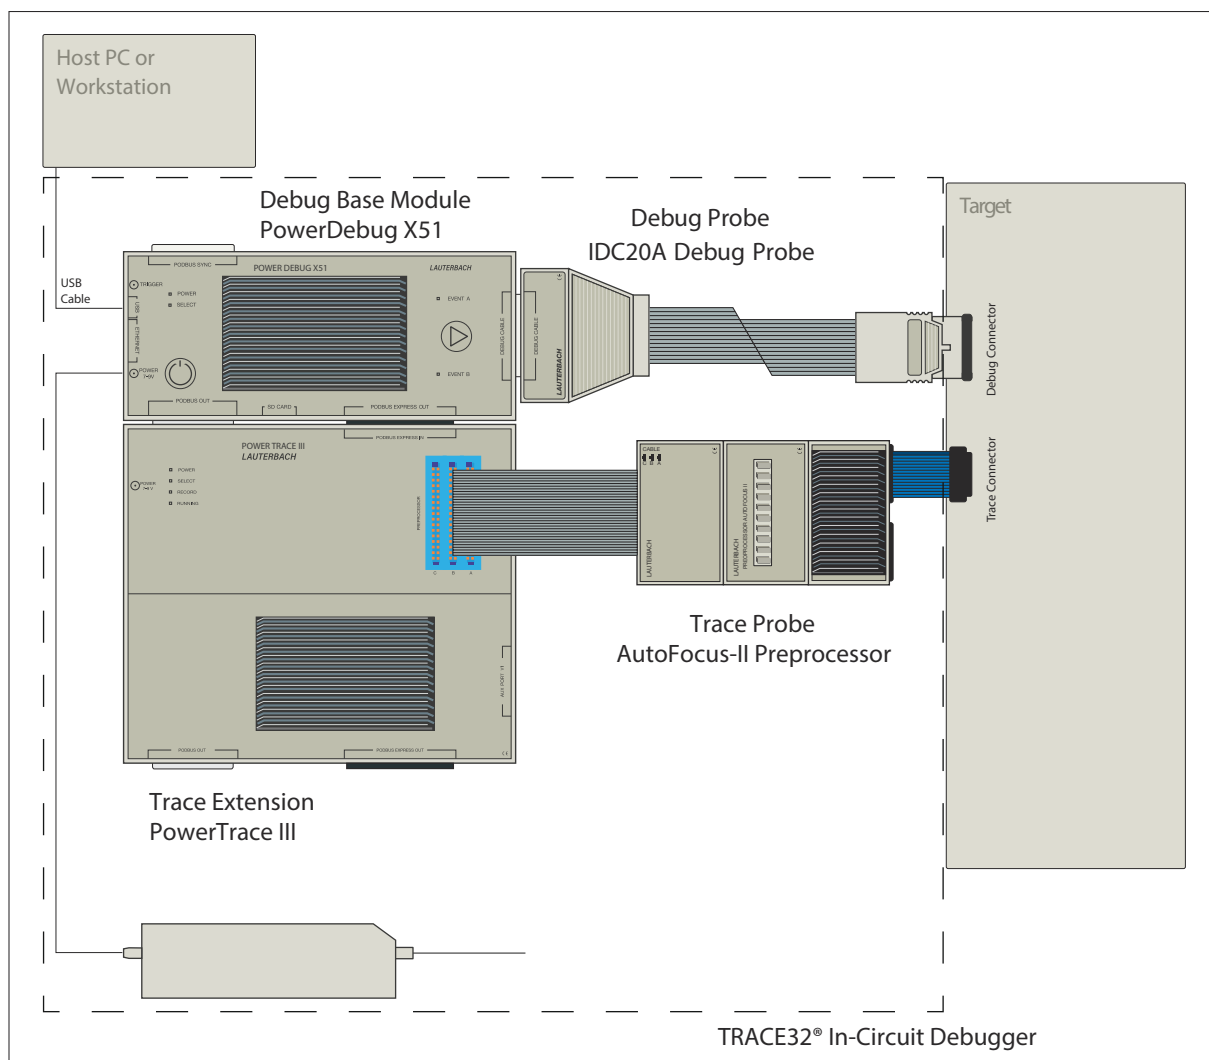 Host PC or
Workstation
Debug Base Module
PowerDebug X51
Debug Probe
IDC20A Debug Probe
Target
USB
Cable
PODBUS SYNC
POWER DEBUG X51
LAUTERBACH
TRIGGER
POWER
SELECT
USB
ETHERNET
EVENT A
EVENT B
POWER
PODBUS OUT
SD CARD
PODBUS EXPRESS OUT
DEBUG CABLE
DEBUG CABLE
LAUTERBACH
Debug Connector
PODBUS EXPRESS IN
POWER TRACE III
LAUTERBACH
POWER
SELECT
RECORD
RUNNING
POWER
PREPROCESSOR
C B A
CABLE
C B A
LAUTERBACH
LAUTERBACH
PREPROCESSOR AUTOFOCUS II
Trace Connector
Trace Probe
AutoFocus-II Preprocessor
PODBUS OUT
PODBUS EXPRESS OUT
Trace Extension
PowerTrace III
TRACE32® In-Circuit Debugger